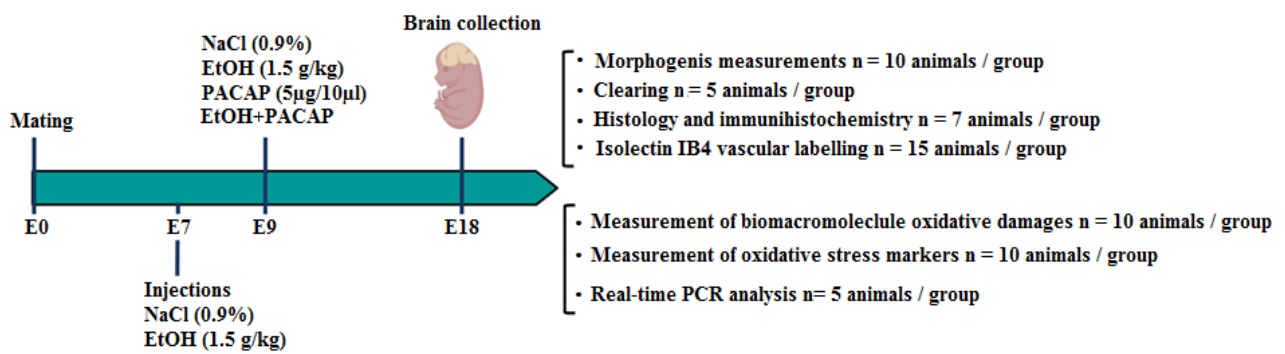 Brain collection
NaCl (0.9%)
EtOH (1.5 g/kg)
PACAP (5µg/10µl)
EtOH+PACAP
Mating
E0
E7
E9
E18
Injections
NaCl (0.9%)
EtOH (1.5 g/kg)
• Morphogenis measurements n = 10 animals / group
• Clearing n = 5 animals / group
• Histology and immunihistochemistry n = 7 animals / group
• Isolectin IB4 vascular labelling n = 15 animals / group
• Measurement of biomacromoleclule oxidative damages n = 10 animals / group
• Measurement of oxidative stress markers n = 10 animals / group
• Real-time PCR analysis n= 5 animals / group